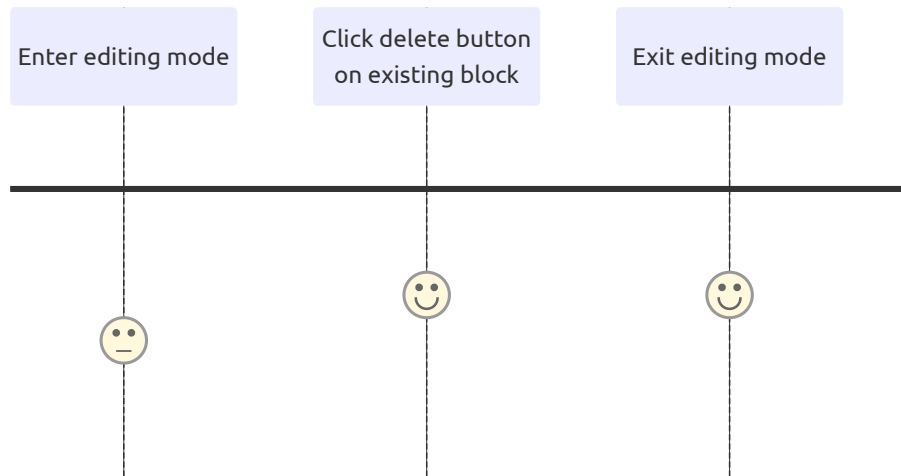 Enter editing mode
Click delete button
on existing block
Exit editing mode